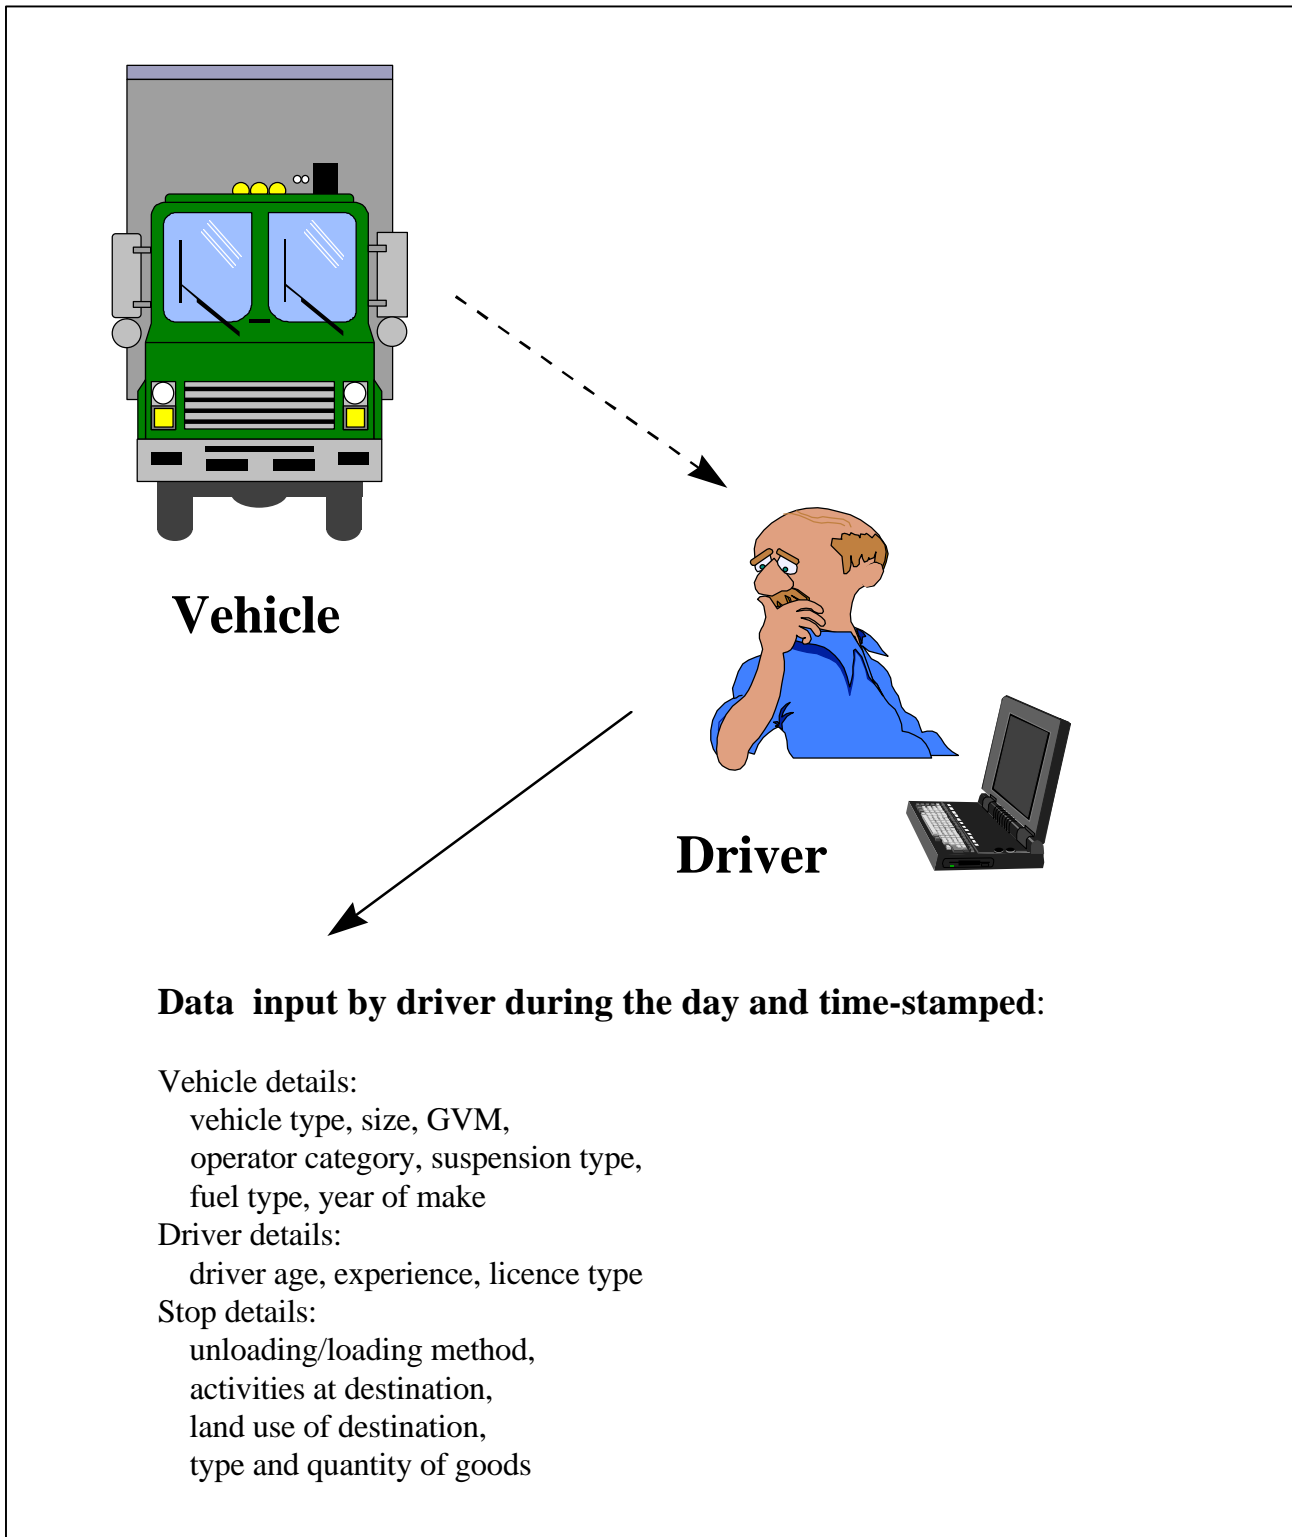 Vehicle
Driver
Data  input by driver during the day and time-stamped:
Vehicle details:
vehicle type, size, GVM,
operator category, suspension type,
fuel type, year of make
Driver details:
driver age, experience, licence type
Stop details:
unloading/loading method,
activities at destination,
land use of destination,
type and quantity of goods